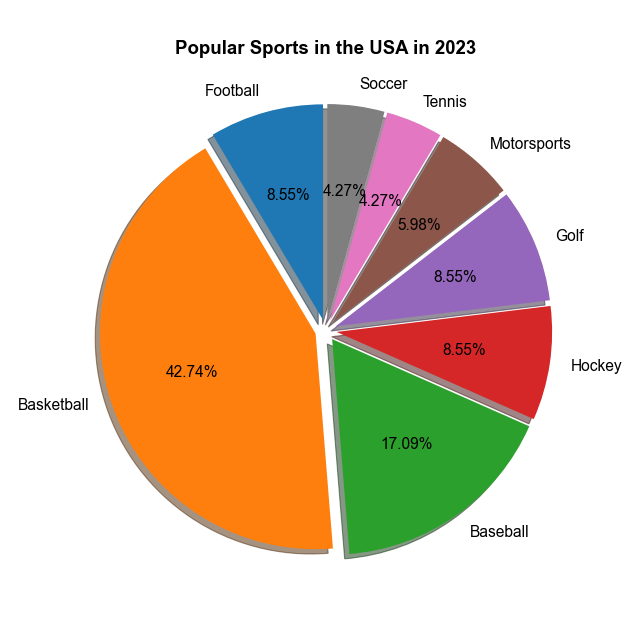 Popular Sports in the USA in 2023
Soccer
Football
Tennis
Motorsports
4.27%
8.55%
4.27%
5.98%
Golf
8.55%
8.55%
Hockey
42.74%
Basketball
17.09%
Baseball